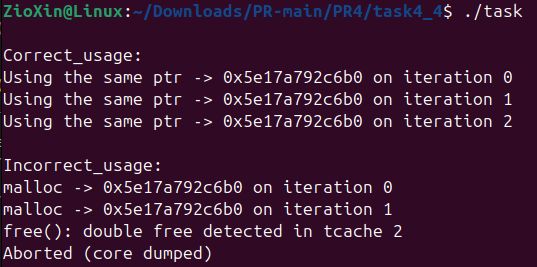 ZioXin@Linux:~/Downloads/PR-main/PR4/task4_4$ ./task
Correct_usage:
Using the same ptr -> 0x5e17a792c6b0 on iteration 0
Using the same ptr -> 0x5e17a792c6b0 on iteration 1
Using the same ptr -> 0x5e17a792c6b0 on iteration 2
Incorrect_usage:
malloc -> 0x5e17a792c6b0 on iteration 0
malloc -> 0x5e17a792c6b0 on iteration 1
free(): double free detected in tcache 2
Aborted (core dumped)